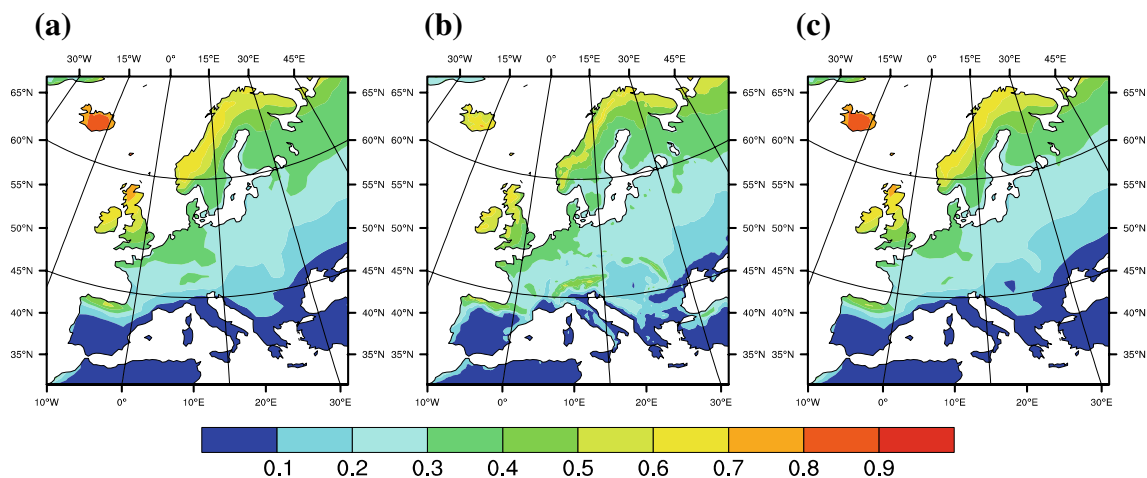 (a) (b) (c)
30°W 15°W 0° 15°E 30°E 45°E 30°W 15°W 0° 15°E 30°E 45°E 30°W 15°W 0° 15°E 30°E 45°E
65°N 65°N 65°N 65°N 65°N 65°N
60°N 60°N 60°N 60°N 60°N 60°N
55°N 55°N 55°N 55°N 55°N 55°N
50°N 50°N 50°N 50°N 50°N 50°N
45°N 45°N 45°N 45°N 45°N 45°N
40°N 40°N 40°N 40°N 40°N 40°N
35°N 35°N 35°N 35°N 35°N 35°N
10°W 0° 10°E 20°E 30°E 10°W 0° 10°E 20°E 30°E 10°W 0° 10°E 20°E 30°E
0.1 0.2 0.3 0.4 0.5 0.6 0.7 0.8 0.9